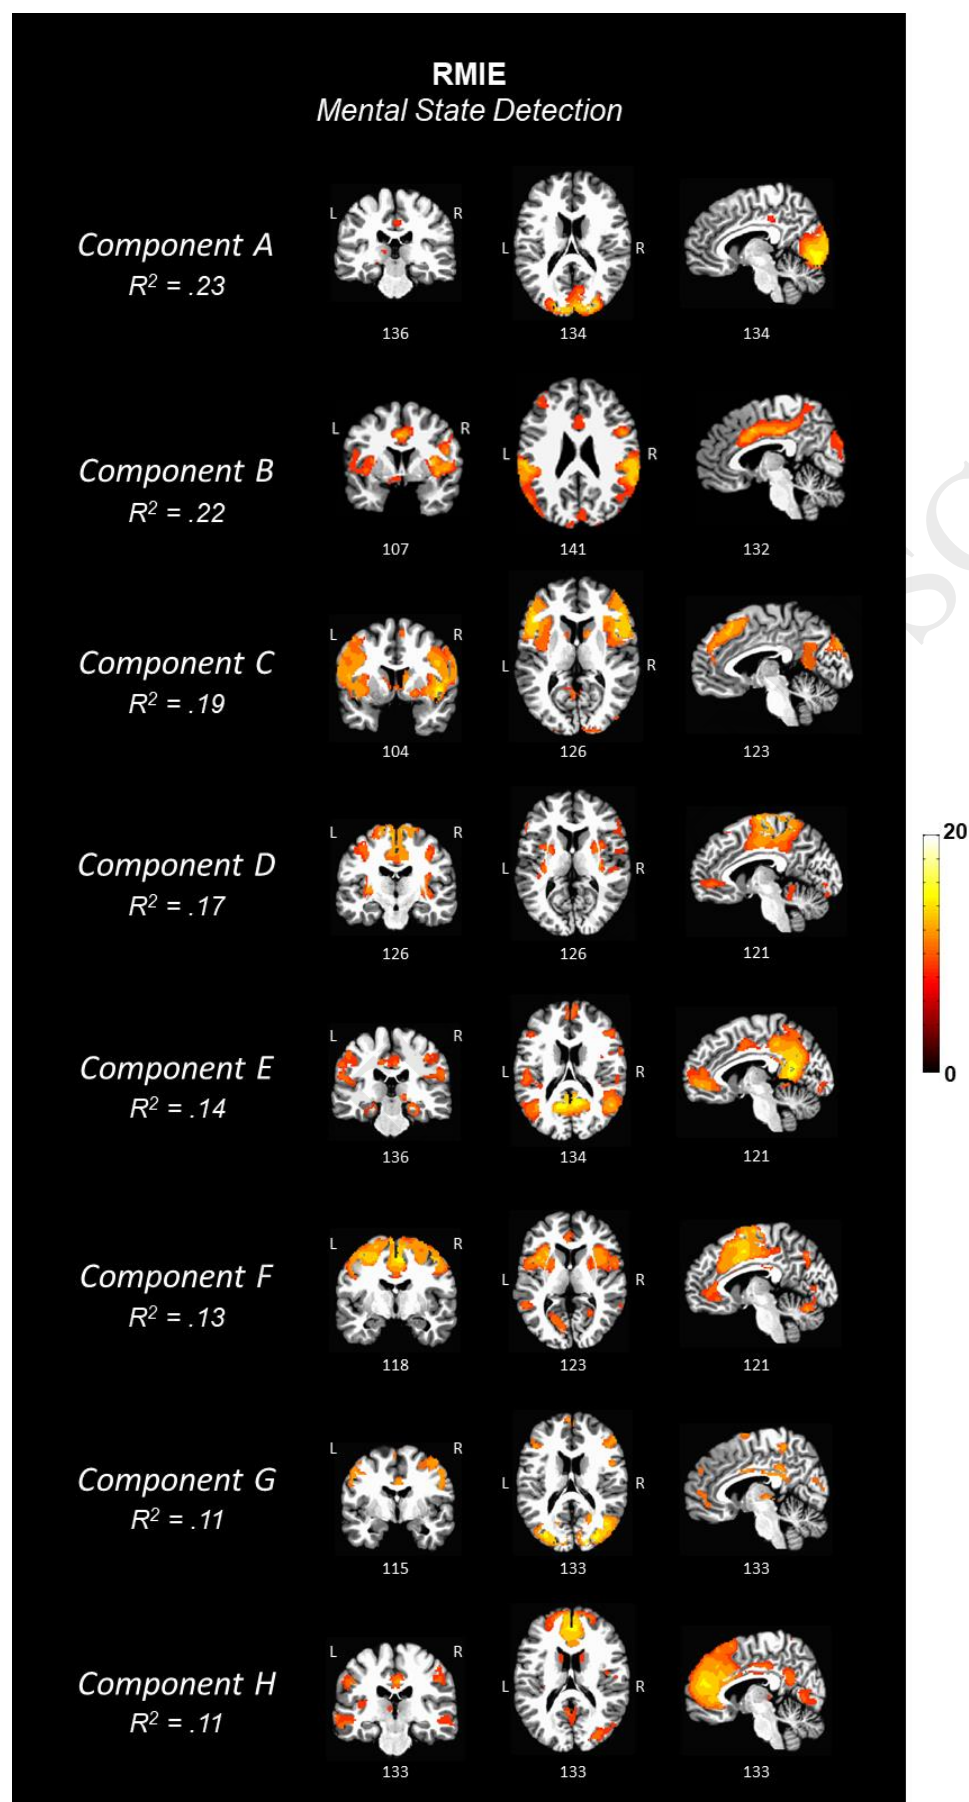 RMIE
Mental State Detection
L R
Component A L R
R² = .23
136 134 134
L R
Component B L R
R² = .22
107 141 132
SC
L R
Component C L R
R² = .19
104 126 123
L R
20
Component D L R
R² = .17
126 126 121
L R
Component E L R
0
R² = .14
136 134 121
L R
Component F L R
R² = .13
118 123 121
L R
Component G L R
R² = .11
115 133 133
L R
Component H L R
R² = .11
133 133 133